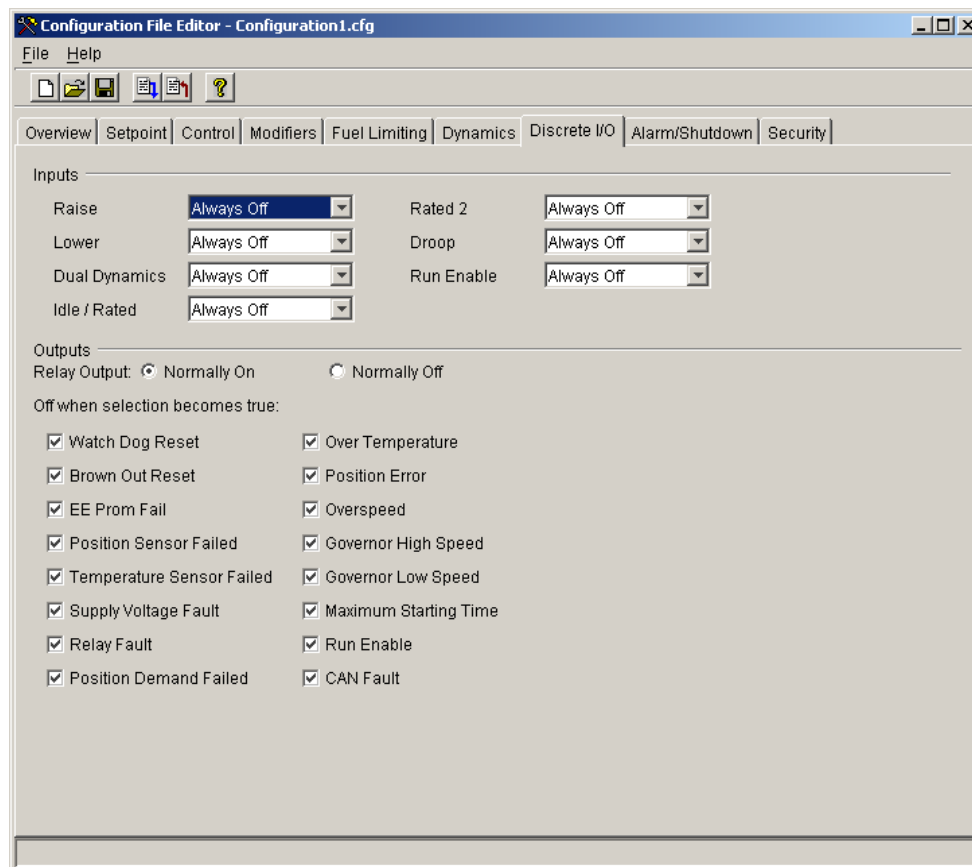 Configuration File Editor - Configuration1.cfg
File Help
Overview Setpoint Control Modifiers Fuel Limiting Dynamics Discrete I/O Alarm/Shutdown Security
Inputs
Raise Always Off Rated 2 Always Off
Lower Always Off Droop Always Off
Dual Dynamics Always Off Run Enable Always Off
Idle / Rated Always Off
Outputs
Relay Output: Normally On Normally Off
Off when selection becomes true:
Watch Dog Reset Over Temperature
Brown Out Reset Position Error
EE Prom Fail Overspeed
Position Sensor Failed Governor High Speed
Temperature Sensor Failed Governor Low Speed
Supply Voltage Fault Maximum Starting Time
Relay Fault Run Enable
Position Demand Failed CAN Fault